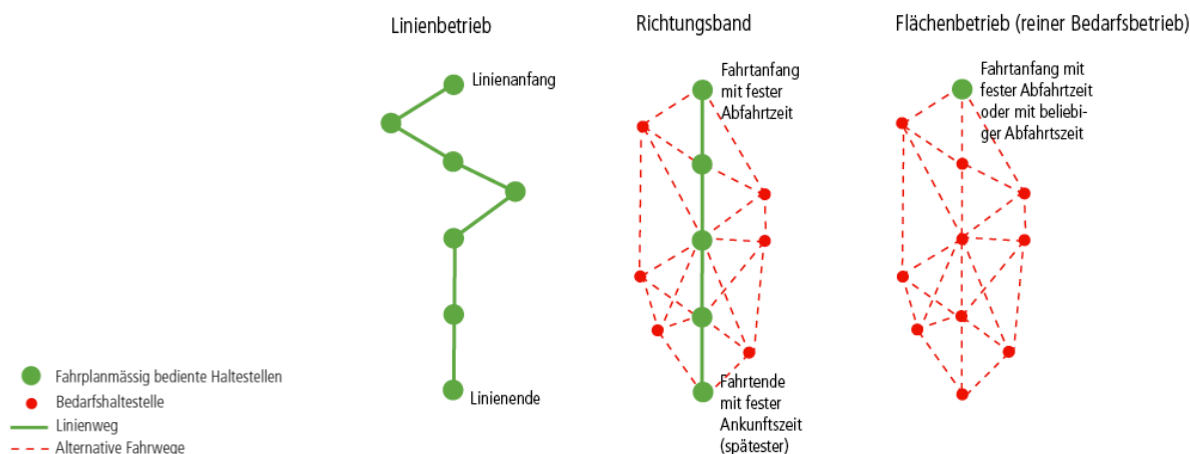 Linienbetrieb
Linienanfang
Linienende
Richtungsband
Fahrtanfang
mit fester
Abfahrtzeit
Fahrtende
mit fester
Ankunftszeit
(spätester)
Flächenbetrieb (reiner Bedarfsbetrieb)
Fahrtanfang mit
fester Abfahrtzeit
oder mit beliebi-
ger Abfahrtszeit
Fahrplanmässig bediente Haltestellen
Bedarfshaltestelle
Linienweg
Alternative Fahrwege